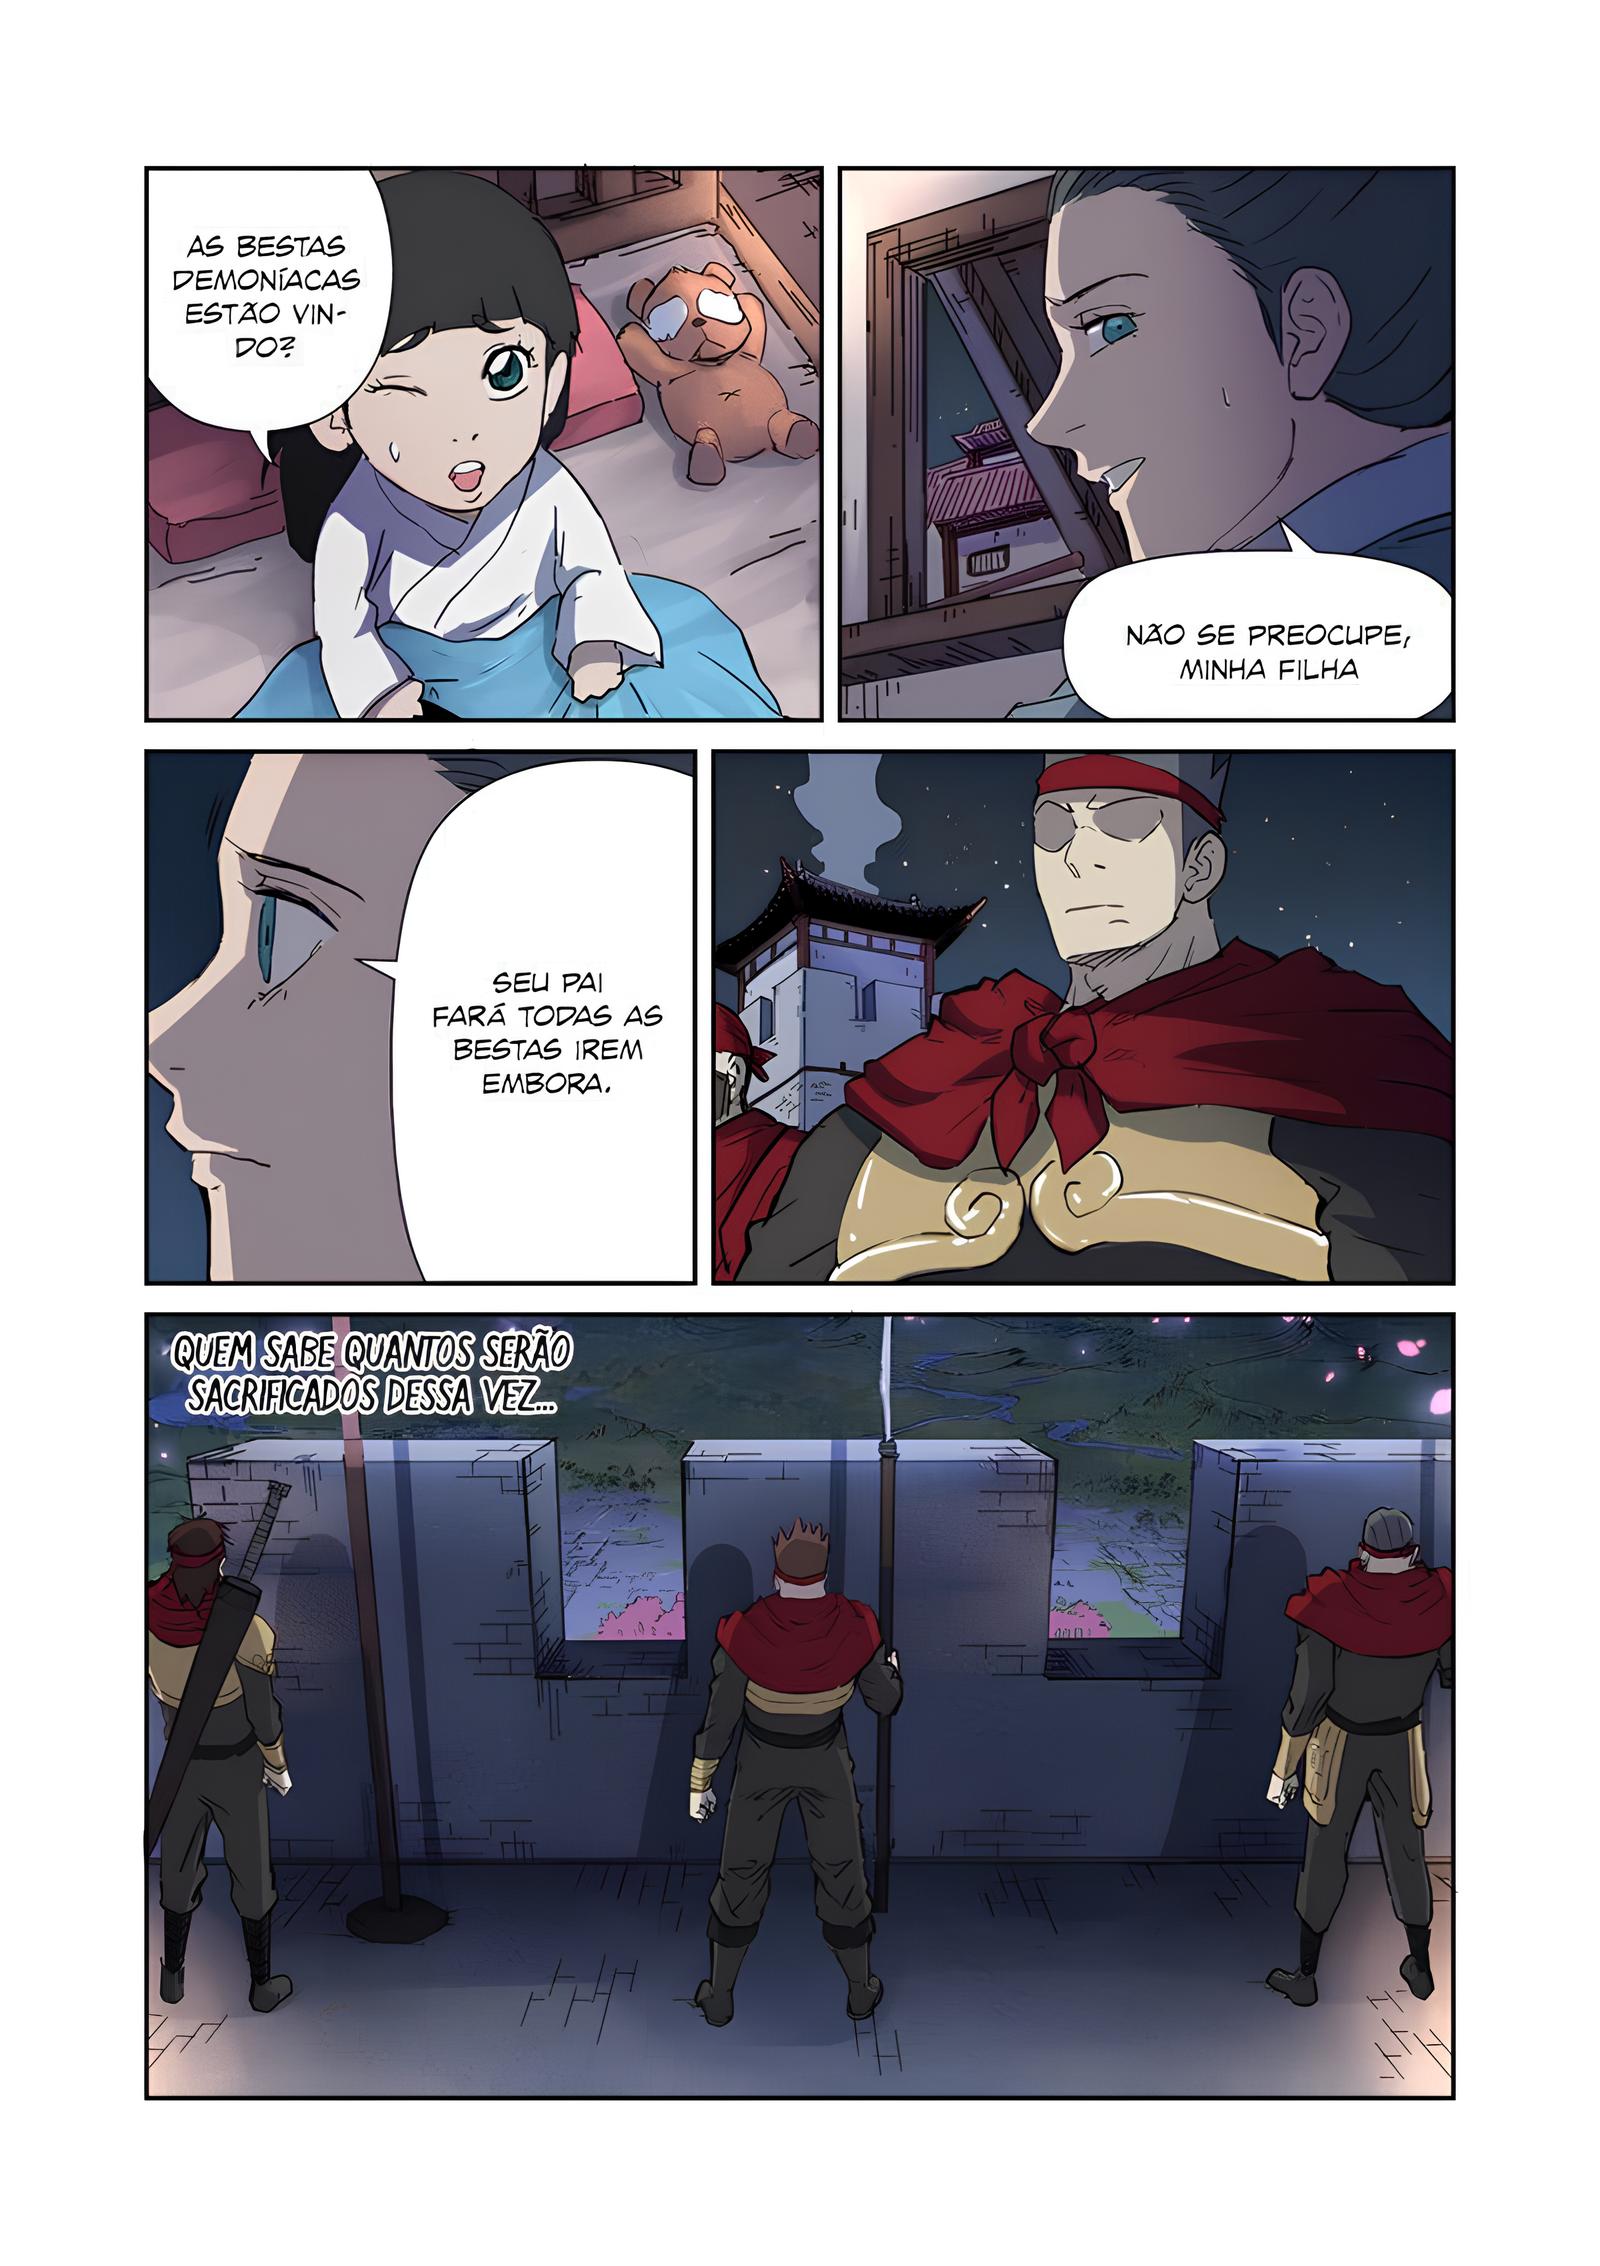 AS BESTAS
DEMONÍACAS
ESTÃO VIN-
DO?
NÃO SE PREOCUPE,
MINHA FILHA
SEU PAI
FARÁ TODAS AS
BESTAS IREM
EMBORA.
QUEM SABE QUANTOS SERÃO
SACRIFICADOS DESSA VEZ...